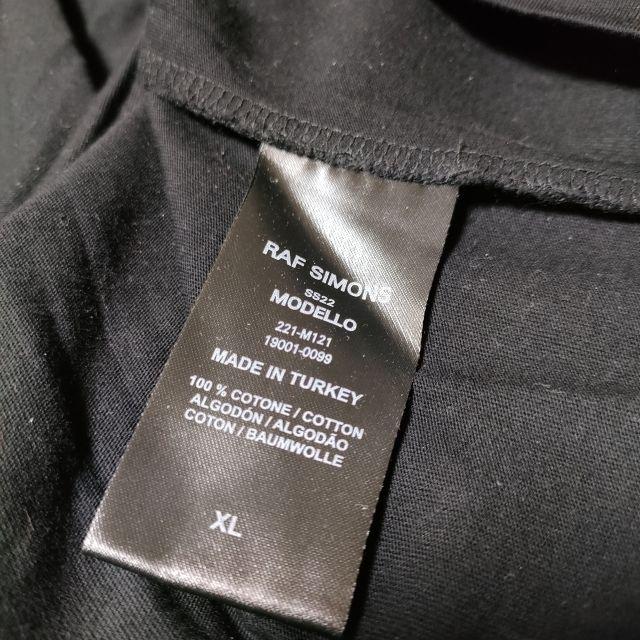 RAF SIMONS
SS22
MODELLO
221-M121
19001-0099
MADE IN TURKEY
100 % COTONE / COTTON
ALGODÓN / ALGODÃO
COTON / BAUMWOLLE
XL